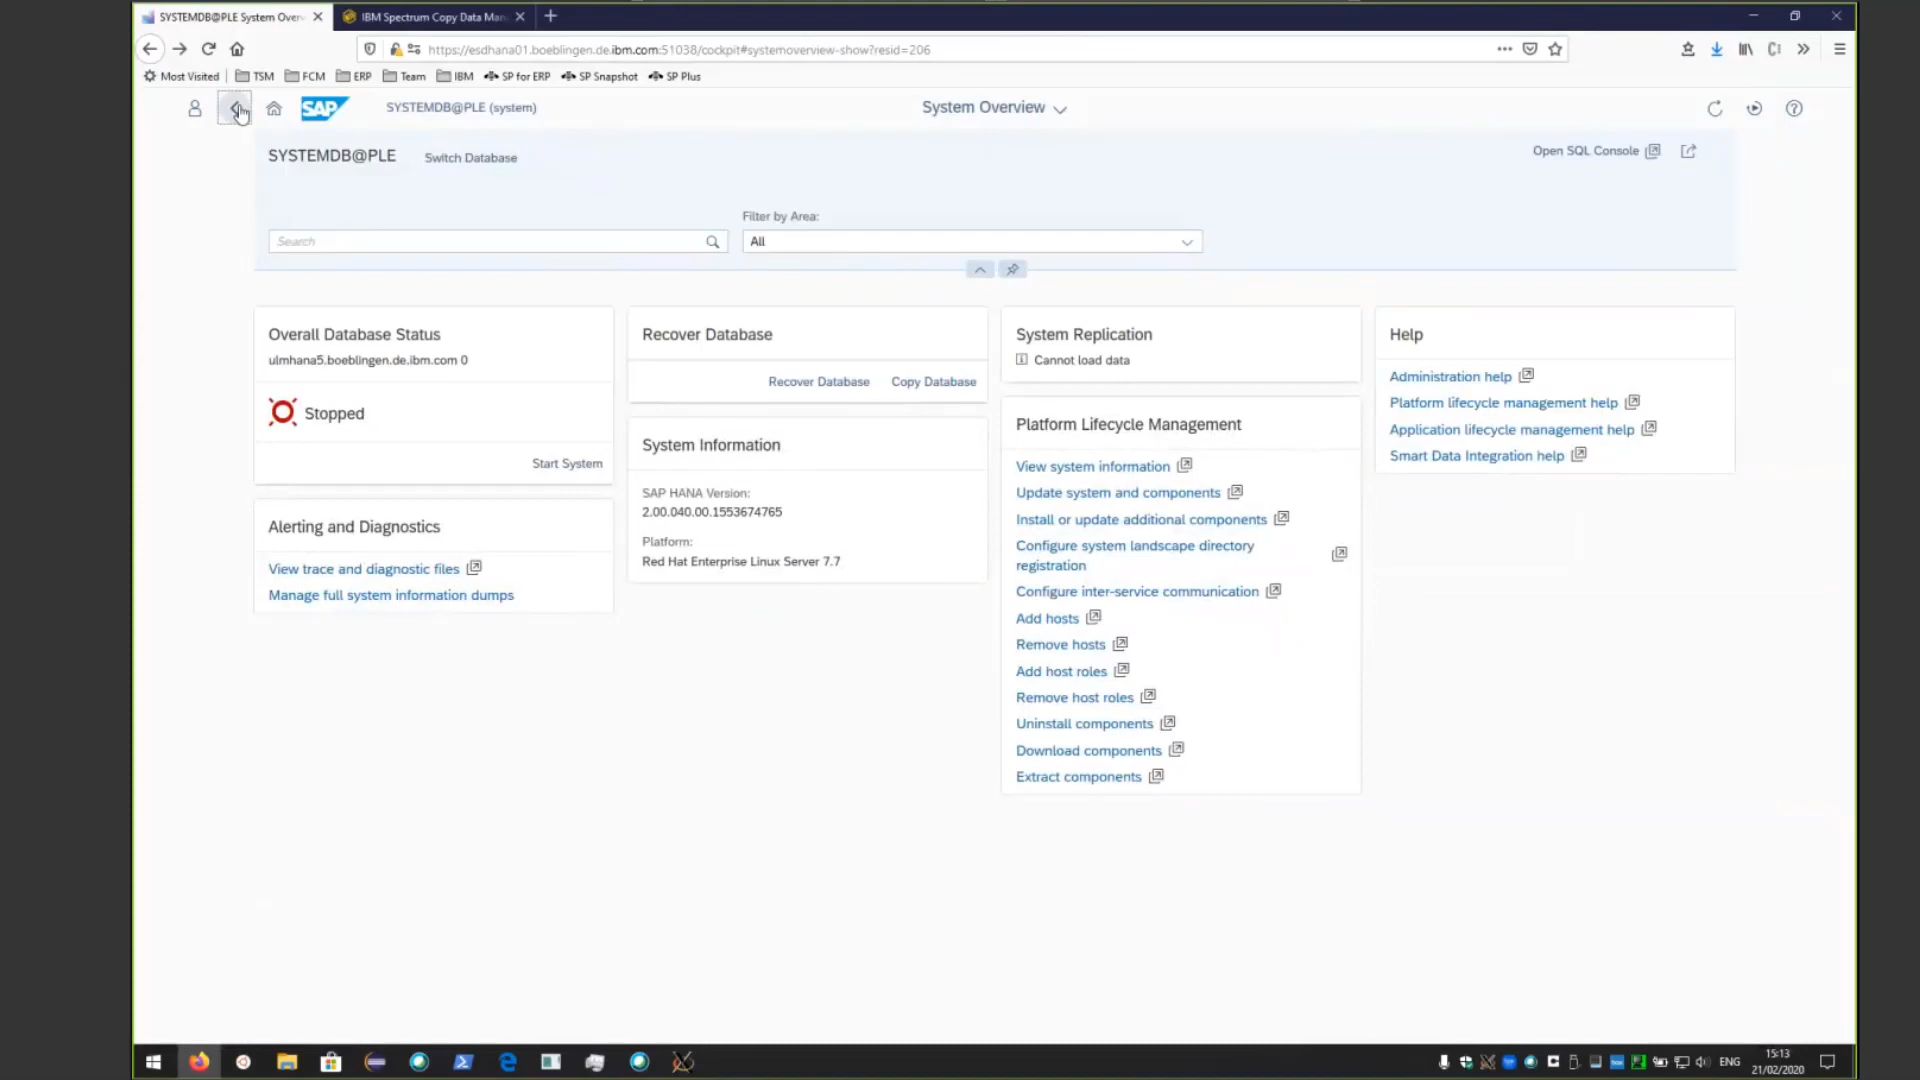 SYSTEMDB@PLE System Over
IBM Spectrum Copy Data Man
https://esdhana01.boeblingen.de.ibm.com:51038/cockpit#systemoverview-show?resid=206
Most Visited TSM FCM ERP Team IBM SP for ERP SP Snapshot SP Plus
SAP SYSTEMDB@PLE (system) System Overview
SYSTEMDB@PLE Switch Database Open SQL Console
Filter by Area:
Search All
Overall Database Status
ulmhana5.boeblingen.de.ibm.com 0
Stopped
Start System
Alerting and Diagnostics
View trace and diagnostic files
Manage full system information dumps
Recover Database
Recover Database Copy Database
System Information
SAP HANA Version:
2.00.040.00.1553674765
Platform:
Red Hat Enterprise Linux Server 7.7
System Replication
Cannot load data
Platform Lifecycle Management
View system information
Update system and components
Install or update additional components
Configure system landscape directory
registration
Configure inter-service communication
Add hosts
Remove hosts
Add host roles
Remove host roles
Uninstall components
Download components
Extract components
Help
Administration help
Platform lifecycle management help
Application lifecycle management help
Smart Data Integration help
ENG
15:13
21/02/2020